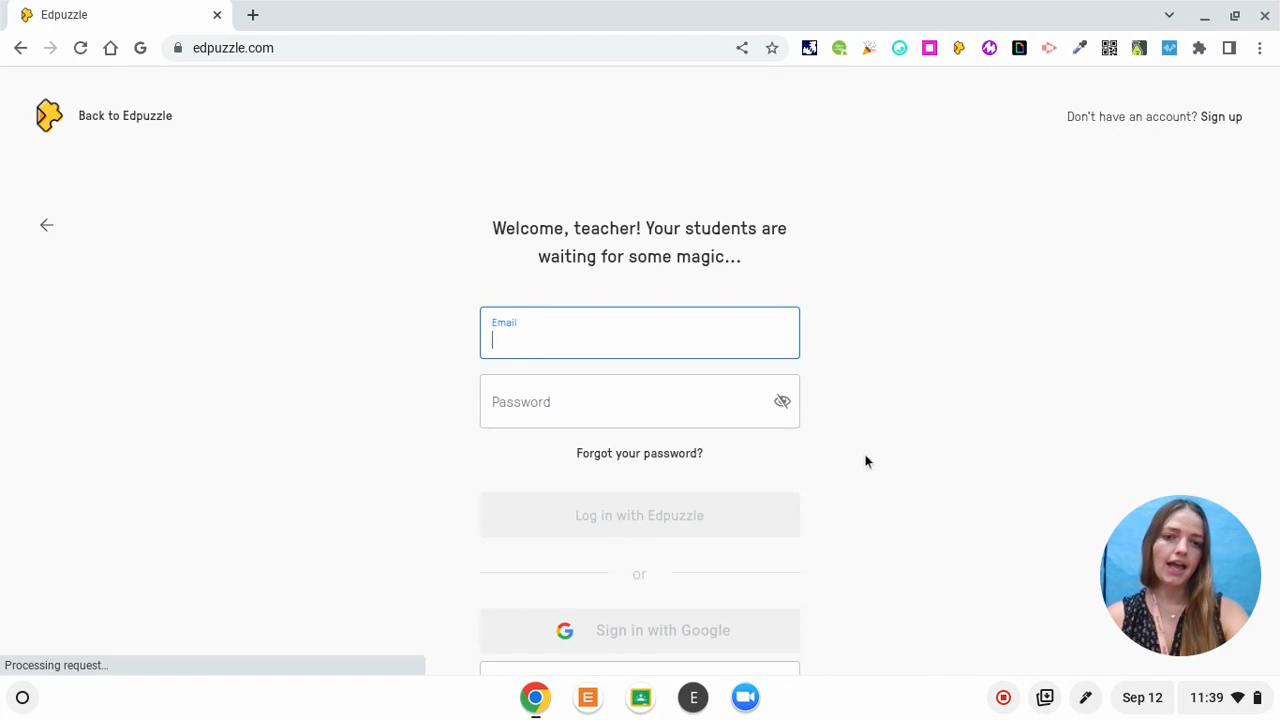 Edpuzzle
edpuzzle.com
Back to Edpuzzle
Don't have an account? Sign up
Welcome, teacher! Your students are
waiting for some magic...
Email
Password
Forgot your password?
Log in with Edpuzzle
or
Sign in with Google
Processing request...
E
E
Sep 12
11:39